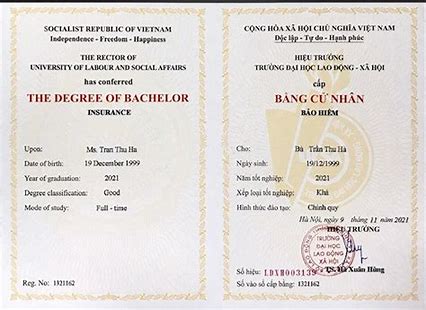 SOCIALIST REPUBLIC OF VIETNAM
Independence - Freedom - Happiness
THE RECTOR OF
UNIVERSITY OF LABOUR AND SOCIAL AFFAIRS
has conferred
THE DEGREE OF BACHELOR
INSURANCE
Upon: Ms. Tran Thu Ha
Date of birth: 19 December 1999
Year of graduation: 2021
Degree classification: Good
Mode of study: Full - time
Reg. No: 1321162
CỘNG HÒA XÃ HỘI CHỦ NGHĨA VIỆT NAM
Độc lập - Tự do - Hạnh phúc
HIỆU TRƯỞNG
TRƯỜNG ĐẠI HỌC LAO ĐỘNG - XÃ HỘI
cấp
BẰNG CỬ NHÂN
BẢO HIỂM
Cho: Bà Trần Thu Hà
Ngày sinh: 19/12/1999
Năm tốt nghiệp: 2021
Xếp loại tốt nghiệp: Khá
Hình thức đào tạo: Chính quy
Hà Nội, ngày 9 tháng 11 năm 2021
HIỆU TRƯỞNG
TRƯỜNG
ĐẠI HỌC
LAO ĐỘNG
XÃ HỘI
TS. Hà Xuân Hùng
Số hiệu: LDXH003139
Số vào sổ cấp bằng: 1321162